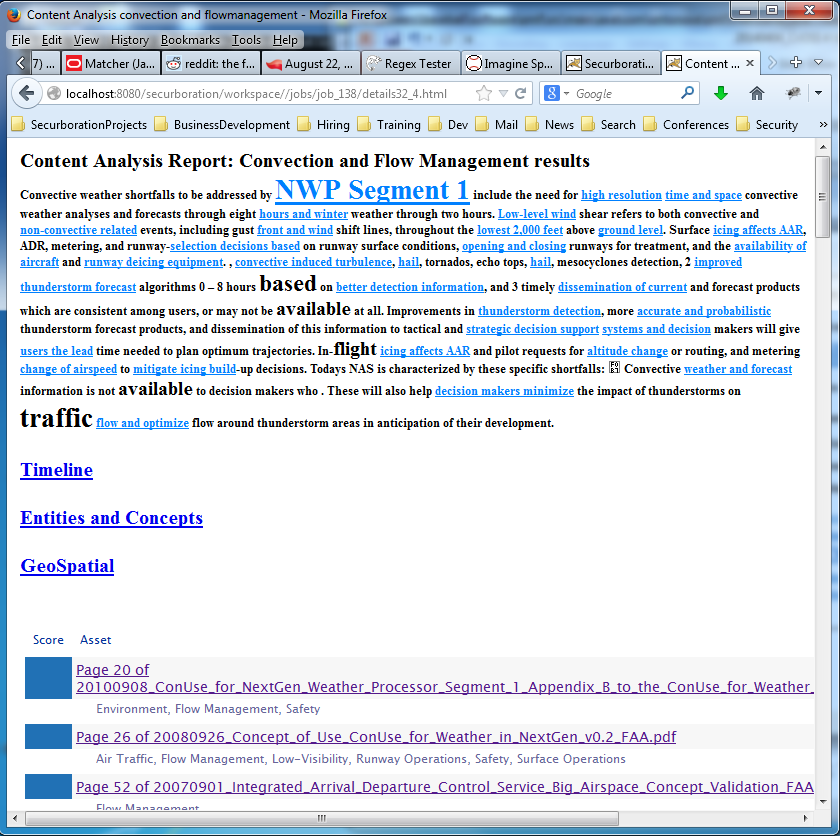 Content Analysis convection and flowmanagement - Mozilla Firefox
File Edit View History Bookmarks Tools Help
7) ... Matcher (Ja... reddit: the f... August 22, ... Regex Tester Imagine Sp... Securborati... Content ...
localhost:8080/securboration/workspace//jobs/job_138/details32_4.html Google
SecurborationProjects BusinessDevelopment Hiring Training Dev Mail News Search Conferences Security »
Content Analysis Report: Convection and Flow Management results
Convective weather shortfalls to be addressed by NWP Segment 1 include the need for high resolution time and space convective
weather analyses and forecasts through eight hours and winter weather through two hours. Low-level wind shear refers to both convective and
non-convective related events, including gust front and wind shift lines, throughout the lowest 2,000 feet above ground level. Surface icing affects AAR,
ADR, metering, and runway-selection decisions based on runway surface conditions, opening and closing runways for treatment, and the availability of
aircraft and runway deicing equipment. , convective induced turbulence, hail, tornados, echo tops, hail, mesocyclones detection, 2 improved
thunderstorm forecast algorithms 0 – 8 hours based on better detection information, and 3 timely dissemination of current and forecast products
which are consistent among users, or may not be available at all. Improvements in thunderstorm detection, more accurate and probabilistic
thunderstorm forecast products, and dissemination of this information to tactical and strategic decision support systems and decision makers will give
users the lead time needed to plan optimum trajectories. In-flight icing affects AAR and pilot requests for altitude change or routing, and metering
change of airspeed to mitigate icing build-up decisions. Todays NAS is characterized by these specific shortfalls: Convective weather and forecast
information is not available to decision makers who . These will also help decision makers minimize the impact of thunderstorms on
traffic flow and optimize flow around thunderstorm areas in anticipation of their development.
Timeline
Entities and Concepts
GeoSpatial
Score Asset
Page 20 of
20100908_ConUse_for_NextGen_Weather_Processor_Segment_1_Appendix_B_to_the_ConUse_for_Weather_
Environment, Flow Management, Safety
Page 26 of 20080926_Concept_of_Use_ConUse_for_Weather_in_NextGen_v0.2_FAA.pdf
Air Traffic, Flow Management, Low-Visibility, Runway Operations, Safety, Surface Operations
Page 52 of 20070901_Integrated_Arrival_Departure_Control_Service_Big_Airspace_Concept_Validation_FAA
Flow Management